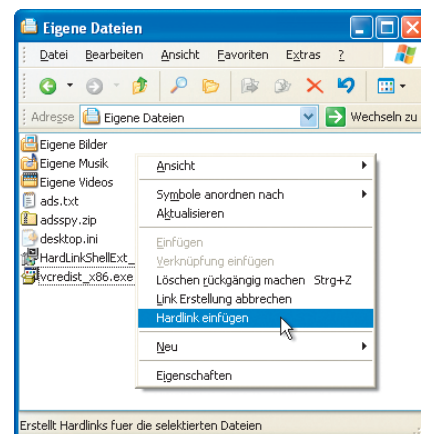 Eigene Dateien
Datei Bearbeiten Ansicht Favoriten Extras ?
Adresse Eigene Dateien Wechseln zu
Eigene Bilder
Eigene Musik
Eigene Videos
ads.txt
adsspy.zip
desktop.ini
HardLinkShellExt_
vcredist_x86.exe
Ansicht
Symbole anordnen nach
Aktualisieren
Einfügen
Verknüpfung einfügen
Löschen rückgängig machen Strg+Z
Link Erstellung abbrechen
Hardlink einfügen
Neu
Eigenschaften
Erstellt Hardlinks fuer die selektierten Dateien